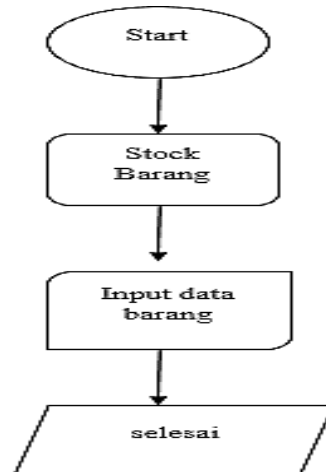 Start
Stock
Barang
Input data
barang
selesai